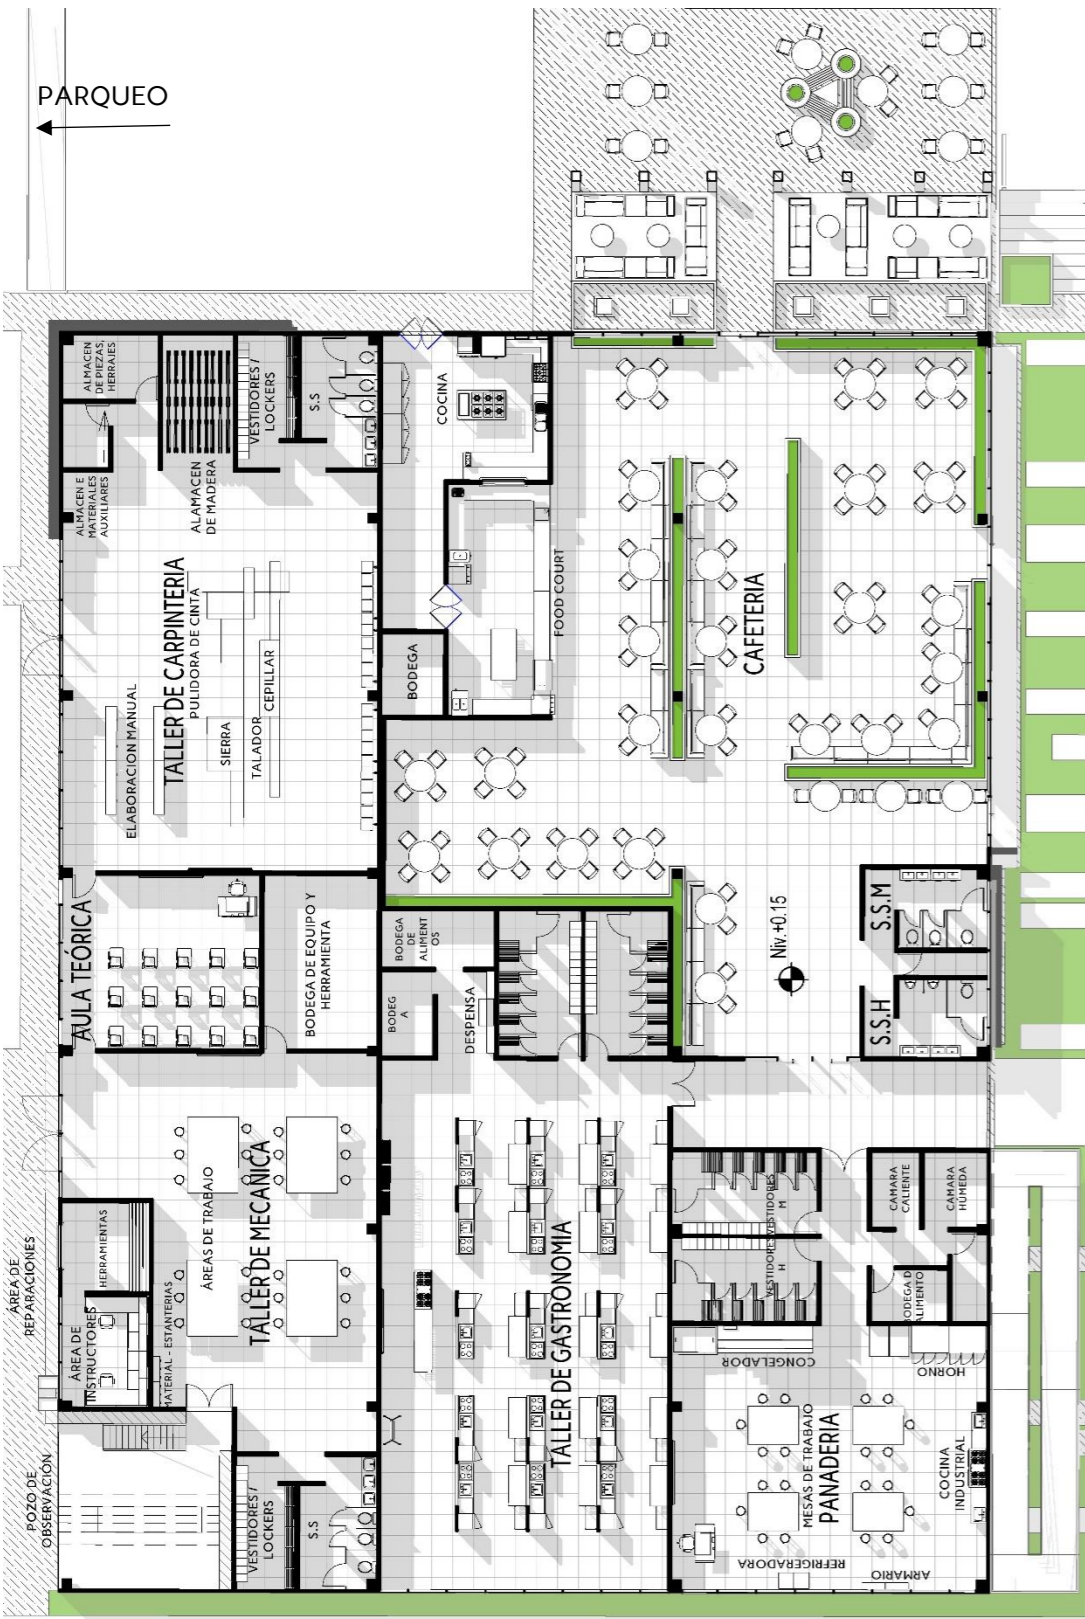 PARQUEO
ALMACEN
DE PIEZAS,
HERRAJES
VESTIDORES /
LOCKERS
S.S
COCINA
ALMACEN E
MATERIALES
AUXILIARES
ALAMACEN
DE MADERA
TALLER DE CARPINTERIA
PULIDORA DE CINTA
ELABORACION MANUAL
SIERRA
TALADOR
CEPILLAR
BODEGA
FOOD COURT
CAFETERIA
AULA TEÓRICA
BODEGA DE EQUIPO Y
HERRAMIENTA
BODEGA
DE
ALIMENT
OS
BODEG
A
DESPENSA
Niv. +0.15
S.S.M
S.S.H
ÁREA DE
REPARACIONES
HERRAMIENTAS
ÁREAS DE TRABAJO
TALLER DE MECANICA
ÁREA DE
INSTRUCTORES
MATERIAL - ESTANTERIAS
POZO DE
OBSERVACIÓN
VESTIDORES /
LOCKERS
S.S
TALLER DE GASTRONOMIA
VESTIDORES
M
VESTIDORES
H
CAMARA
CALIENTE
CAMARA
HUMEDA
BODEGA D
ALIMENTO
CONGELADOR
HORNO
MESAS DE TRABAJO
PANADERIA
COCINA
INDUSTRIAL
REFRIGERADORA
ARMARIO